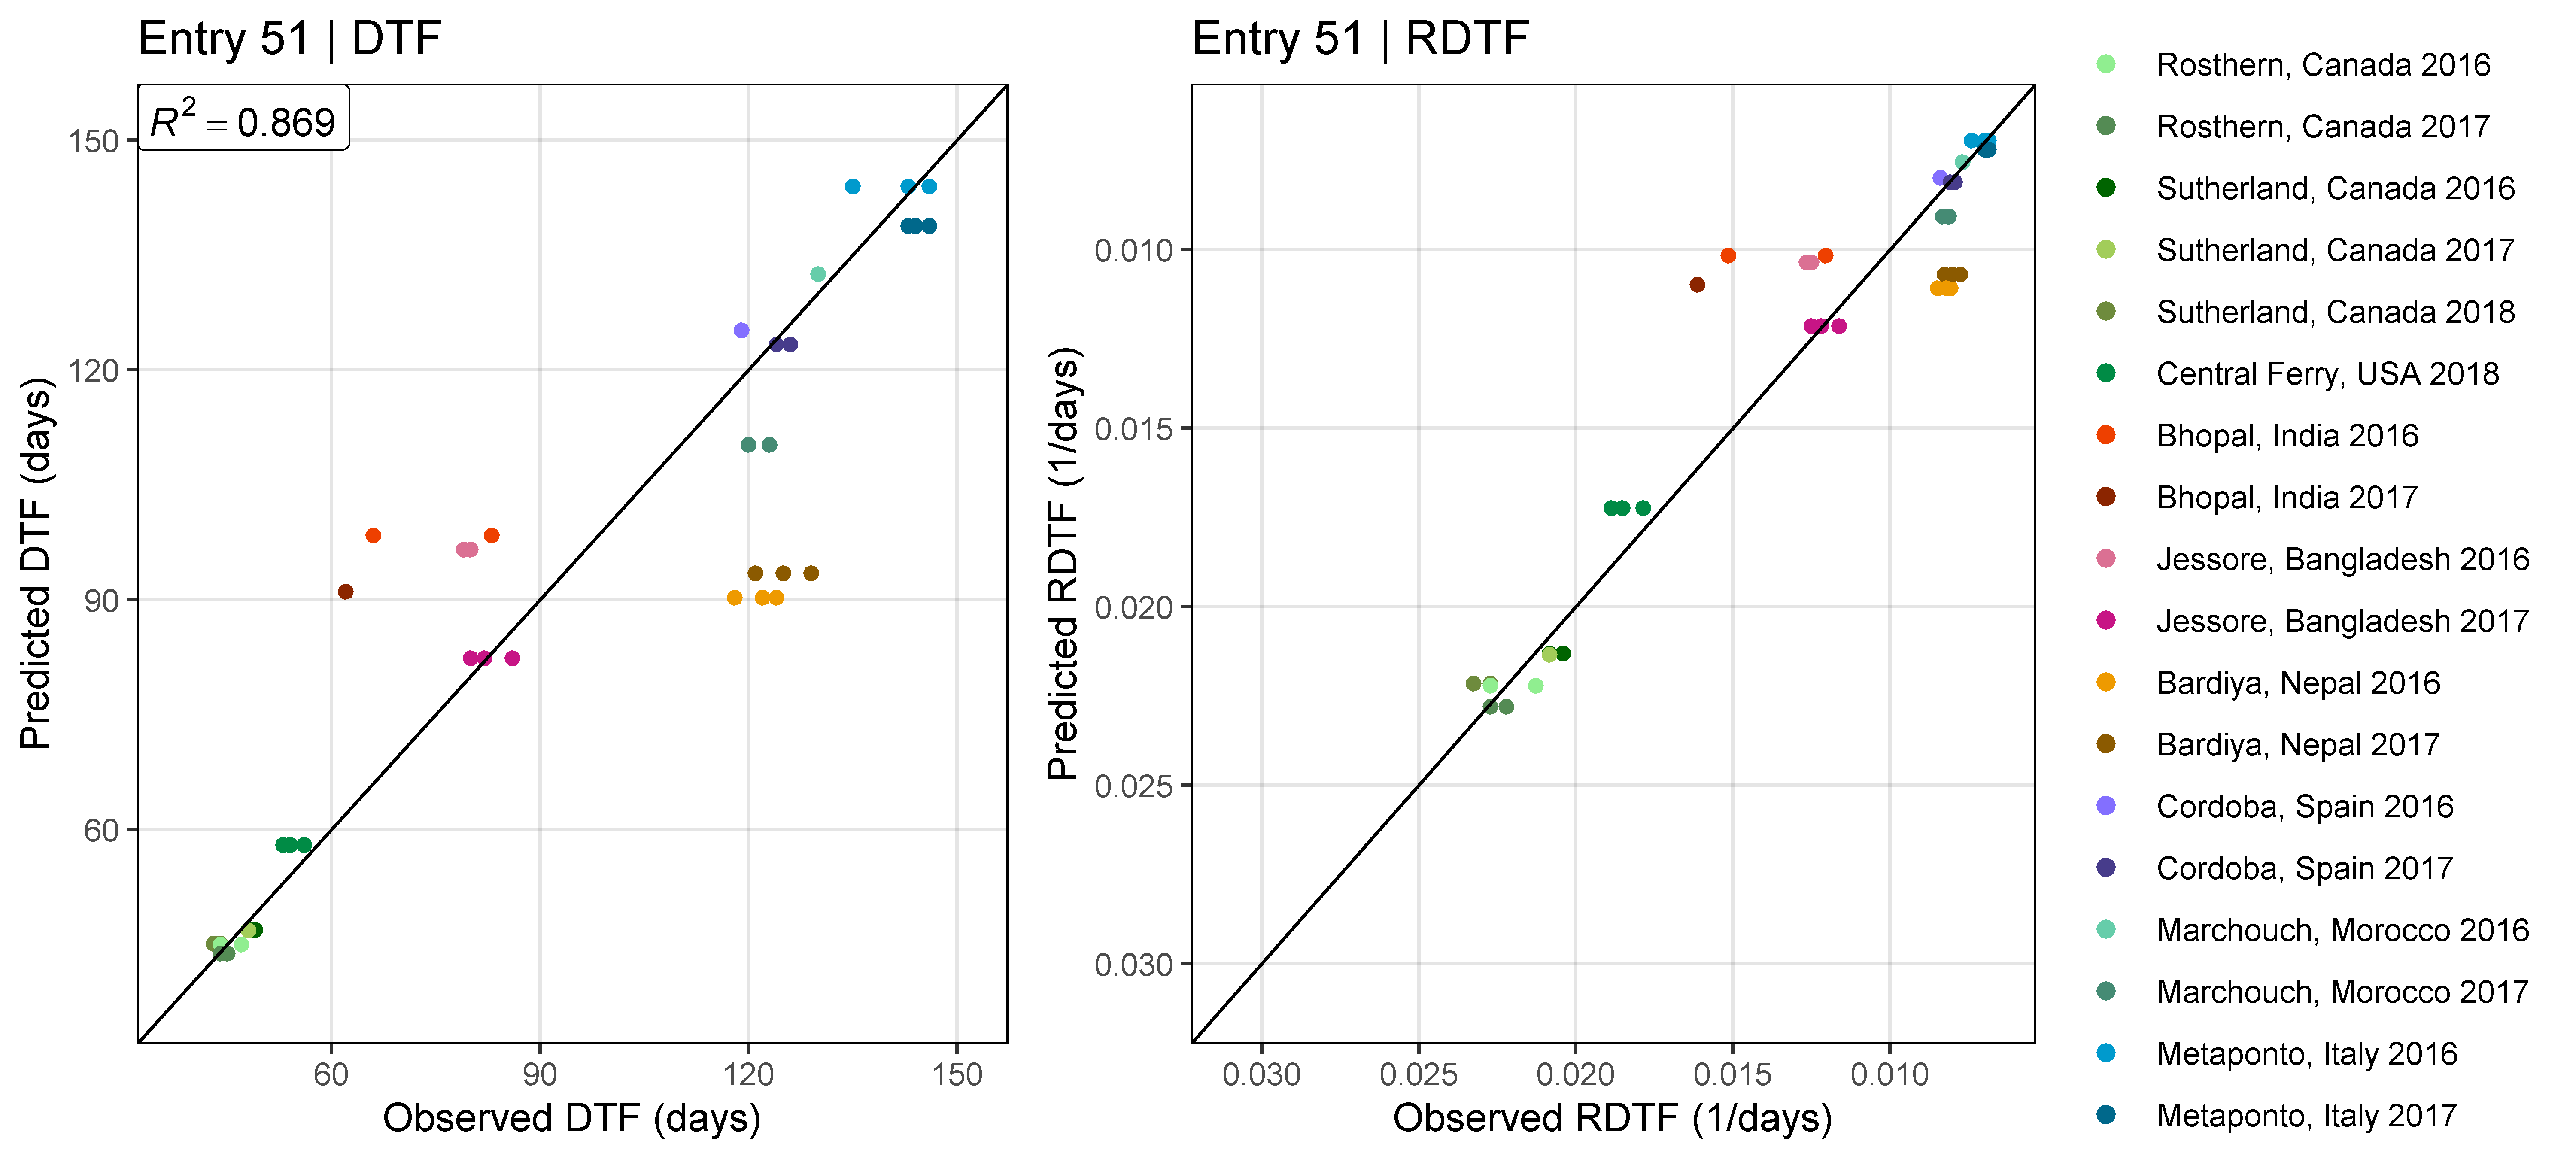 Entry 51 | DTF
R² = 0.869
Predicted DTF (days)
150
120
90
60
60 90 120 150
Observed DTF (days)
Entry 51 | RDTF
Predicted RDTF (1/days)
0.010
0.015
0.020
0.025
0.030
0.030 0.025 0.020 0.015 0.010
Observed RDTF (1/days)
Rosthern, Canada 2016
Rosthern, Canada 2017
Sutherland, Canada 2016
Sutherland, Canada 2017
Sutherland, Canada 2018
Central Ferry, USA 2018
Bhopal, India 2016
Bhopal, India 2017
Jessore, Bangladesh 2016
Jessore, Bangladesh 2017
Bardiya, Nepal 2016
Bardiya, Nepal 2017
Cordoba, Spain 2016
Cordoba, Spain 2017
Marchouch, Morocco 2016
Marchouch, Morocco 2017
Metaponto, Italy 2016
Metaponto, Italy 2017